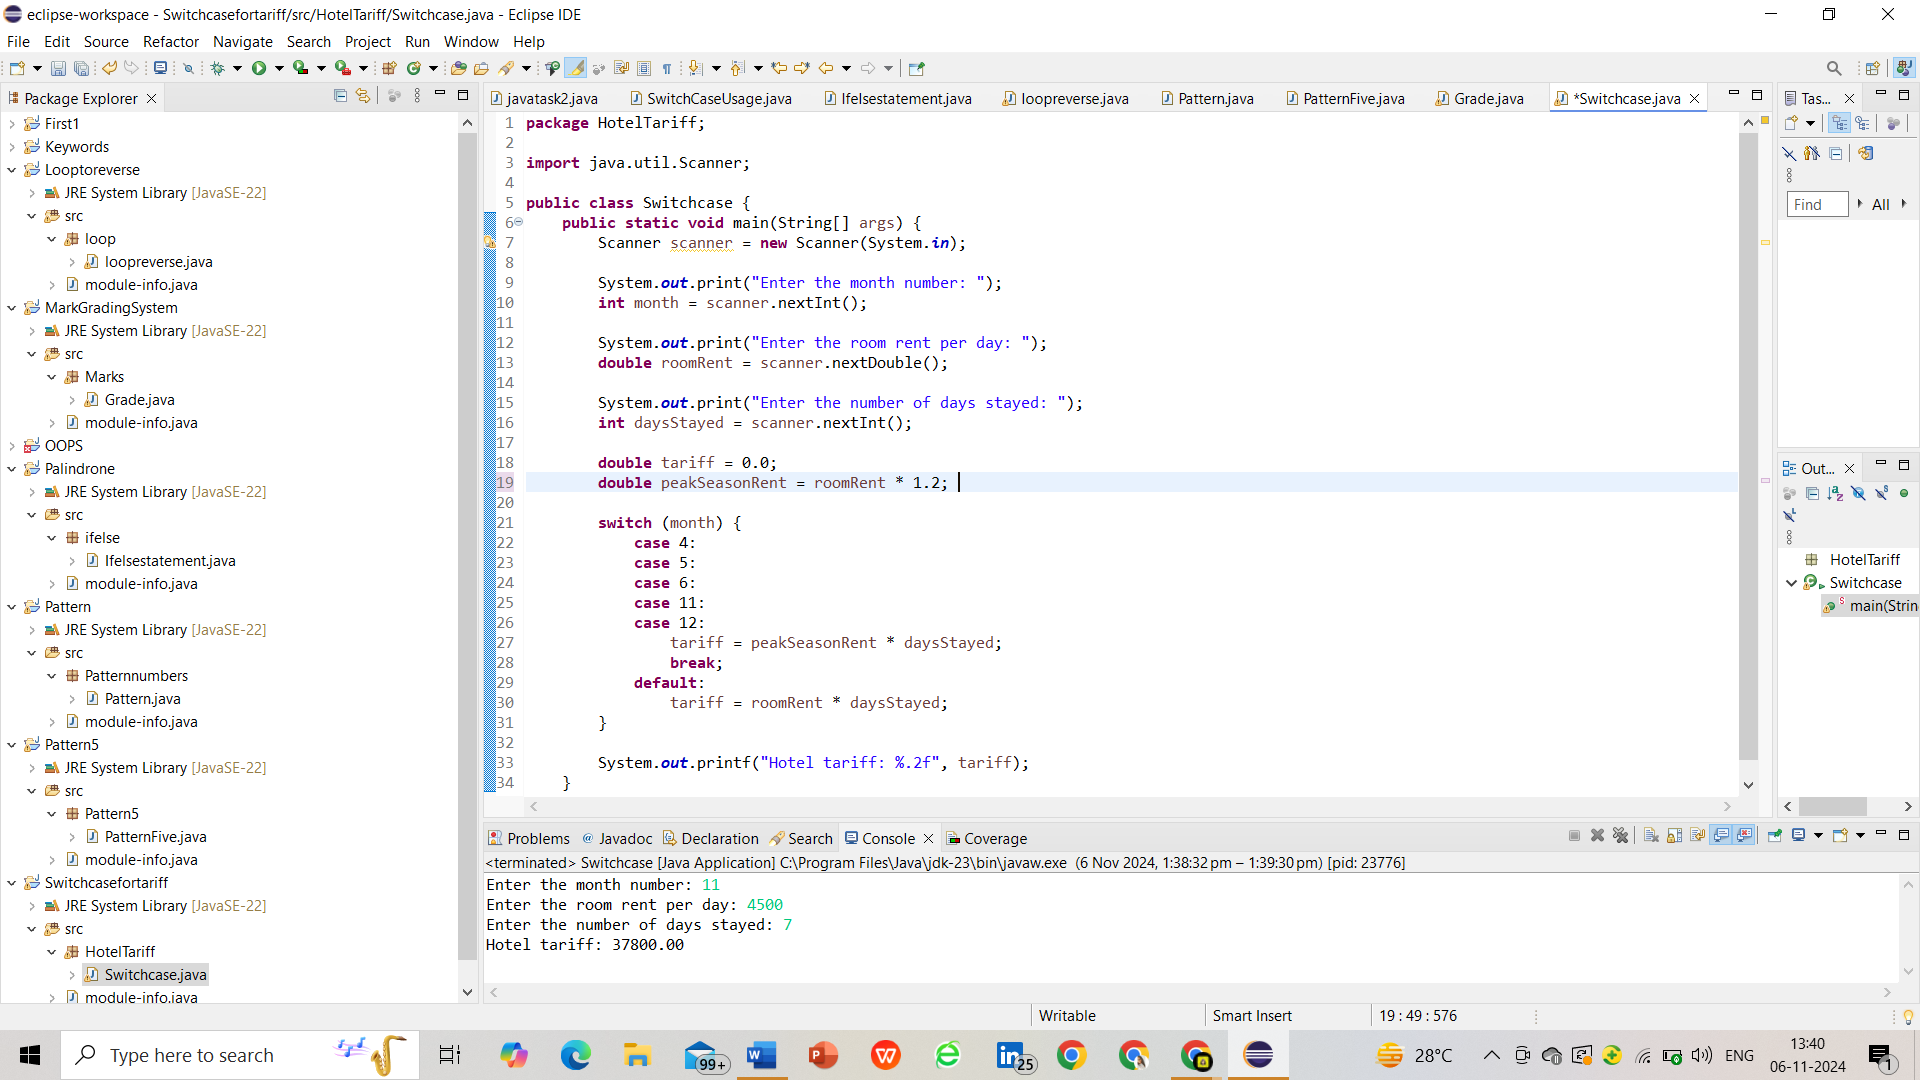 eclipse-workspace - Switchcasefortariff/src/HotelTariff/Switchcase.java - Eclipse IDE
File Edit Source Refactor Navigate Search Project Run Window Help
Package Explorer
First1
Keywords
Looptoreverse
JRE System Library [JavaSE-22]
src
loop
loopreverse.java
module-info.java
MarkGradingSystem
JRE System Library [JavaSE-22]
src
Marks
Grade.java
module-info.java
OOPS
Palindrone
JRE System Library [JavaSE-22]
src
ifelse
Ifelsestatement.java
module-info.java
Pattern
JRE System Library [JavaSE-22]
src
Patternnumbers
Pattern.java
module-info.java
Pattern5
JRE System Library [JavaSE-22]
src
Pattern5
PatternFive.java
module-info.java
Switchcasefortariff
JRE System Library [JavaSE-22]
src
HotelTariff
Switchcase.java
module-info.java
javatask2.java SwitchCaseUsage.java Ifelsestatement.java loopreverse.java Pattern.java PatternFive.java Grade.java *Switchcase.java
1 package HotelTariff;
2
3 import java.util.Scanner;
4
5 public class Switchcase {
6 public static void main(String[] args) {
7 Scanner scanner = new Scanner(System.in);
8
9 System.out.print("Enter the month number: ");
10 int month = scanner.nextInt();
11
12 System.out.print("Enter the room rent per day: ");
13 double roomRent = scanner.nextDouble();
14
15 System.out.print("Enter the number of days stayed: ");
16 int daysStayed = scanner.nextInt();
17
18 double tariff = 0.0;
19 double peakSeasonRent = roomRent * 1.2;
20
21 switch (month) {
22 case 4:
23 case 5:
24 case 6:
25 case 11:
26 case 12:
27 tariff = peakSeasonRent * daysStayed;
28 break;
29 default:
30 tariff = roomRent * daysStayed;
31 }
32
33 System.out.printf("Hotel tariff: %.2f", tariff);
34 }
Tas...
Find All
Out...
HotelTariff
Switchcase
main(Strin
Problems Javadoc Declaration Search Console Coverage
<terminated> Switchcase [Java Application] C:\Program Files\Java\jdk-23\bin\javaw.exe (6 Nov 2024, 1:38:32 pm – 1:39:30 pm) [pid: 23776]
Enter the month number: 11
Enter the room rent per day: 4500
Enter the number of days stayed: 7
Hotel tariff: 37800.00
Writable Smart Insert 19 : 49 : 576
Type here to search
99+
25
28°C
ENG
13:40
06-11-2024
1